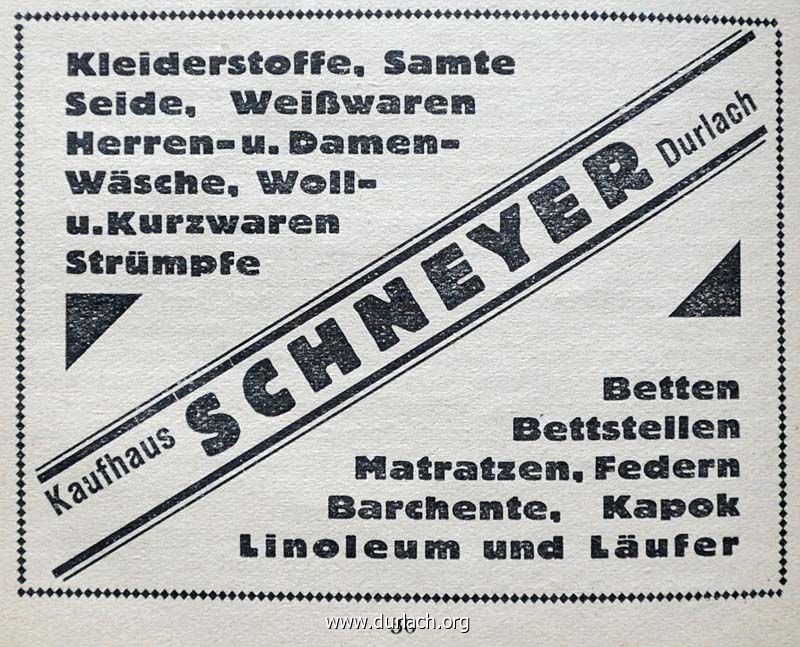 Kleiderstoffe, Samte
Seide, Weißwaren
Herren- u. Damen-
Wäsche, Woll-
u. Kurzwaren
Strümpfe
Kaufhaus SCHNEYER Durlach
Betten
Bettstellen
Matratzen, Federn
Barchente, Kapok
Linoleum und Läufer
www.durlach.org